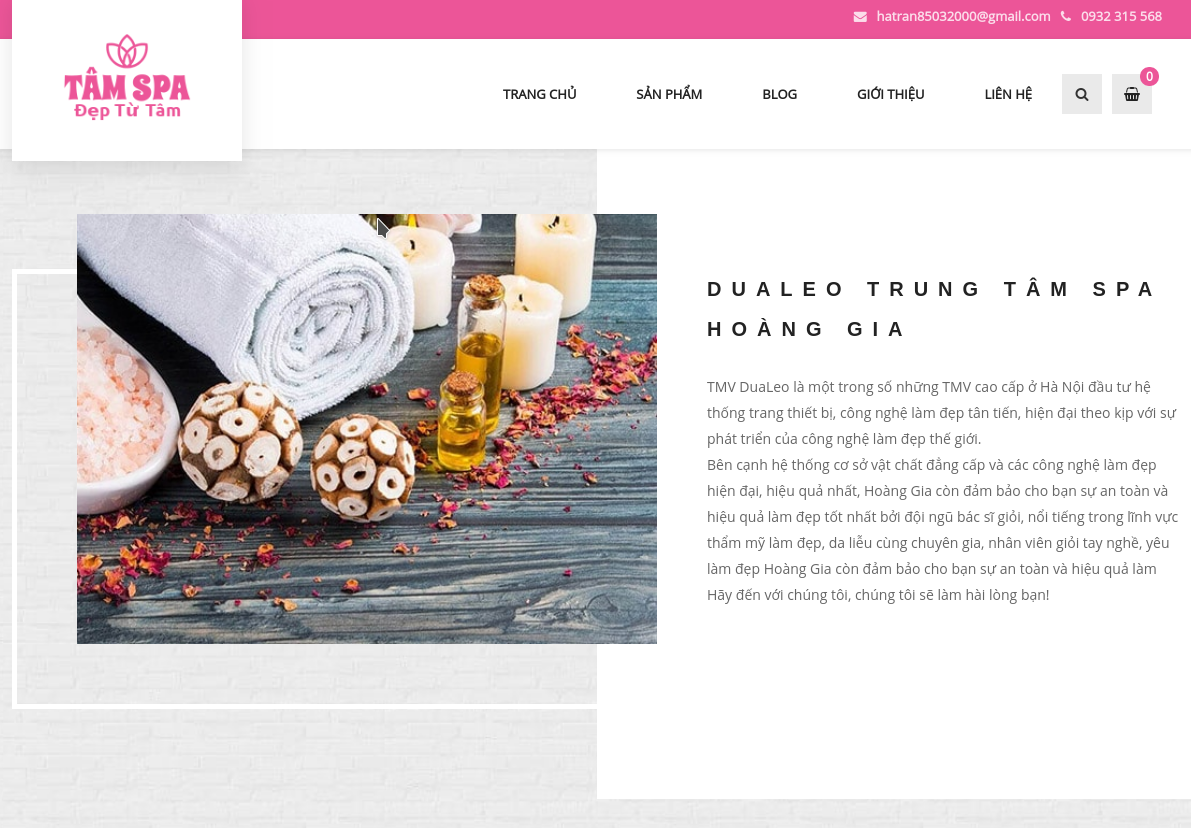 hatran85032000@gmail.com 0932 315 568
TÂM SPA
Đẹp Từ Tâm
TRANG CHỦ SẢN PHẨM BLOG GIỚI THIỆU LIÊN HỆ 0
DUALEO TRUNG TÂM SPA
HOÀNG GIA
TMV DuaLeo là một trong số những TMV cao cấp ở Hà Nội đầu tư hệ
thống trang thiết bị, công nghệ làm đẹp tân tiến, hiện đại theo kịp với sự
phát triển của công nghệ làm đẹp thế giới.
Bên cạnh hệ thống cơ sở vật chất đẳng cấp và các công nghệ làm đẹp
hiện đại, hiệu quả nhất, Hoàng Gia còn đảm bảo cho bạn sự an toàn và
hiệu quả làm đẹp tốt nhất bởi đội ngũ bác sĩ giỏi, nổi tiếng trong lĩnh vực
thẩm mỹ làm đẹp, da liễu cùng chuyên gia, nhân viên giỏi tay nghề, yêu
làm đẹp Hoàng Gia còn đảm bảo cho bạn sự an toàn và hiệu quả làm
Hãy đến với chúng tôi, chúng tôi sẽ làm hài lòng bạn!